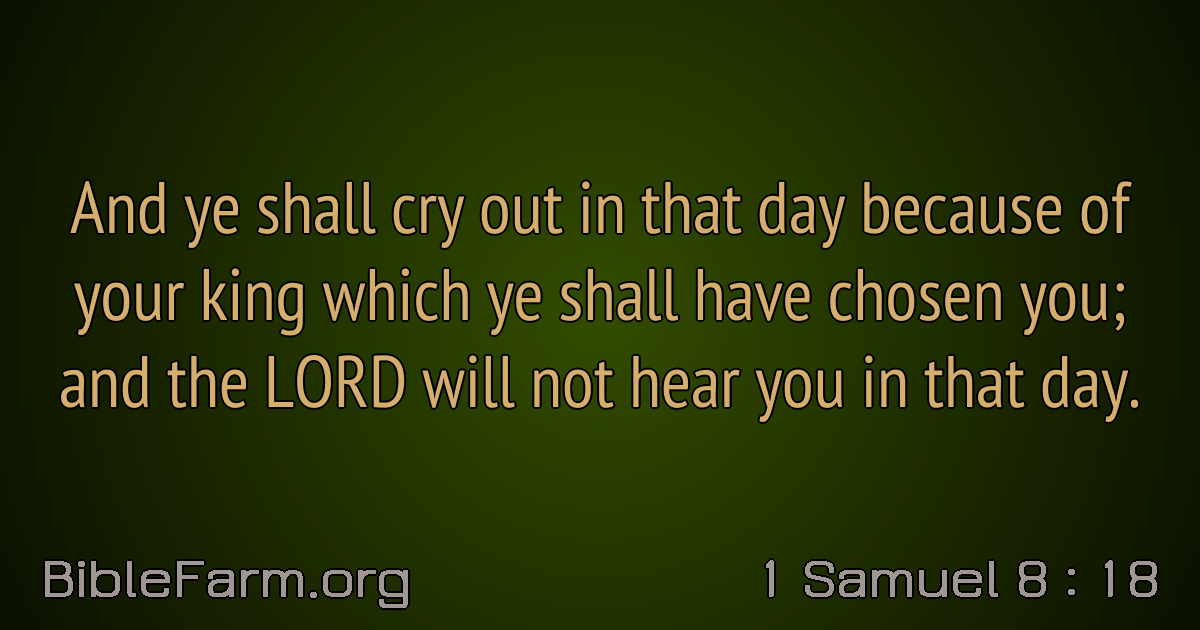 And ye shall cry out in that day because of
your king which ye shall have chosen you;
and the LORD will not hear you in that day.
BibleFarm.org
1 Samuel 8 : 18